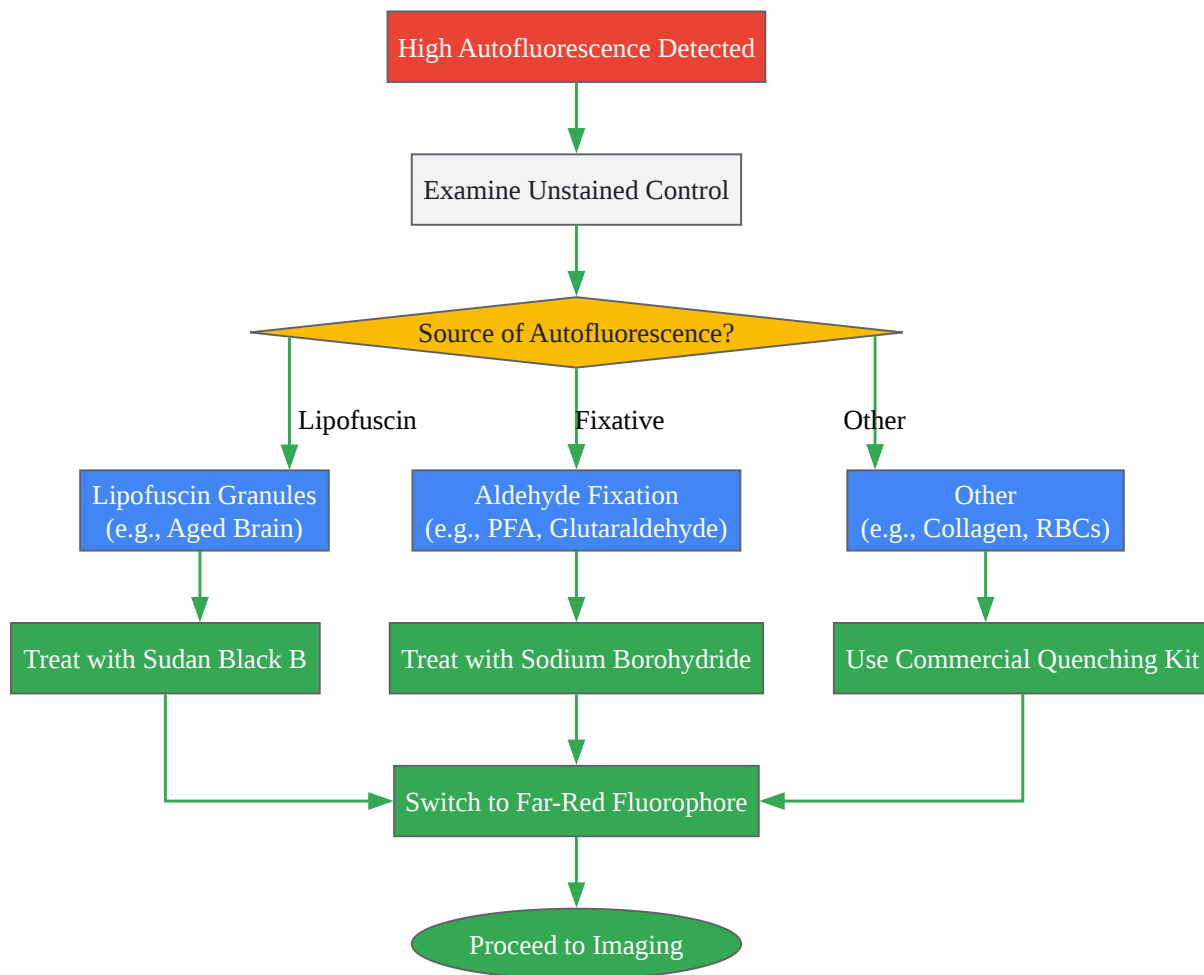 High Autofluorescence Detected
Examine Unstained Control
Source of Autofluorescence?
Lipofuscin
Fixative
Other
Lipofuscin Granules
(e.g., Aged Brain)
Aldehyde Fixation
(e.g., PFA, Glutaraldehyde)
Other
(e.g., Collagen, RBCs)
Treat with Sudan Black B
Treat with Sodium Borohydride
Use Commercial Quenching Kit
Switch to Far-Red Fluorophore
Proceed to Imaging